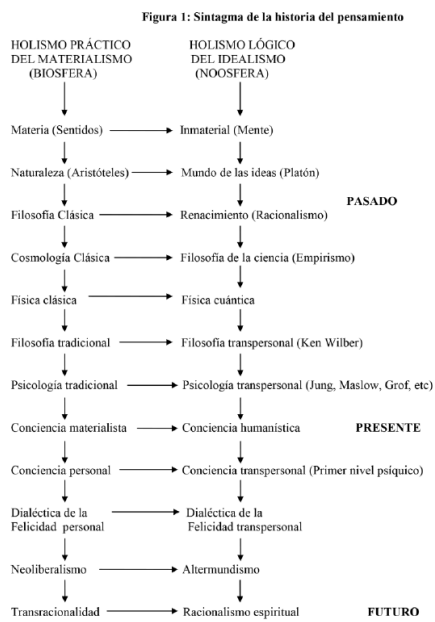 Figura 1: Sintagma de la historia del pensamiento
HOLISMO PRÁCTICO HOLISMO LÓGICO
DEL MATERIALISMO DEL IDEALISMO
(BIOSFERA) (NOOSFERA)
Materia (Sentidos) Inmaterial (Mente)
Naturaleza (Aristóteles) Mundo de las ideas (Platón)
PASADO
Filosofía Clásica Renacimiento (Racionalismo)
Cosmología Clásica Filosofía de la ciencia (Empirismo)
Física clásica Física cuántica
Filosofía tradicional Filosofía transpersonal (Ken Wilber)
Psicología tradicional Psicología transpersonal (Jung, Maslow, Grof, etc)
Conciencia materialista Conciencia humanística PRESENTE
Conciencia personal Conciencia transpersonal (Primer nivel psíquico)
Dialéctica de la Dialéctica de la
Felicidad personal Felicidad transpersonal
Neoliberalismo Altermundismo
Transracionalidad Racionalismo espiritual FUTURO